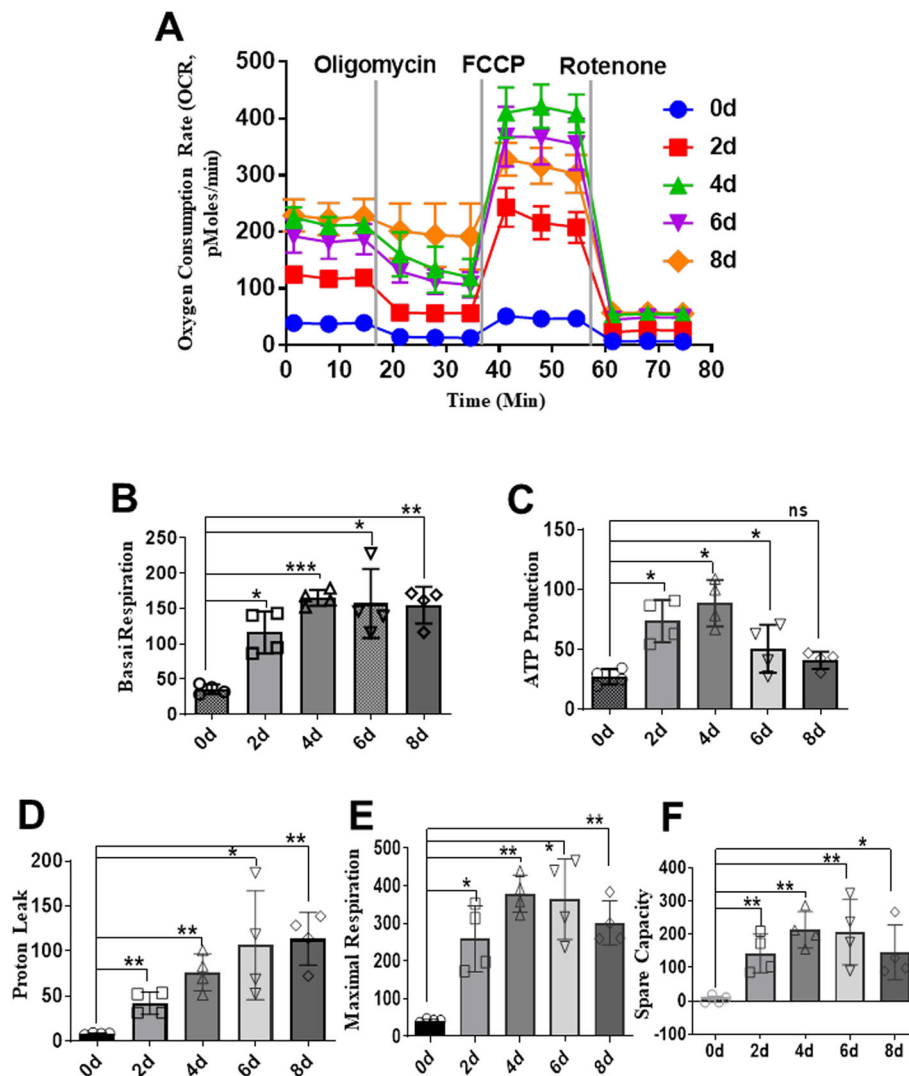 A
Oxygen Consumption Rate (OCR,
pMoles/min)
500
400
300
200
100
0
Oligomycin FCCP Rotenone
0d
2d
4d
6d
8d
0 10 20 30 40 50 60 70 80
Time (Min)
B
Basai Respiration
250
200
150
100
50
0
**
*
***
*
0d 2d 4d 6d 8d
C
ATP Production
150
100
50
0
ns
*
*
*
0d 2d 4d 6d 8d
D
Proton Leak
200
150
100
50
0
**
*
**
**
0d 2d 4d 6d 8d
E
Maximal Respiration
500
400
300
200
100
0
**
*
**
*
0d 2d 4d 6d 8d
F
Spare Capacity
400
300
200
100
0
-100
*
**
**
**
0d 2d 4d 6d 8d